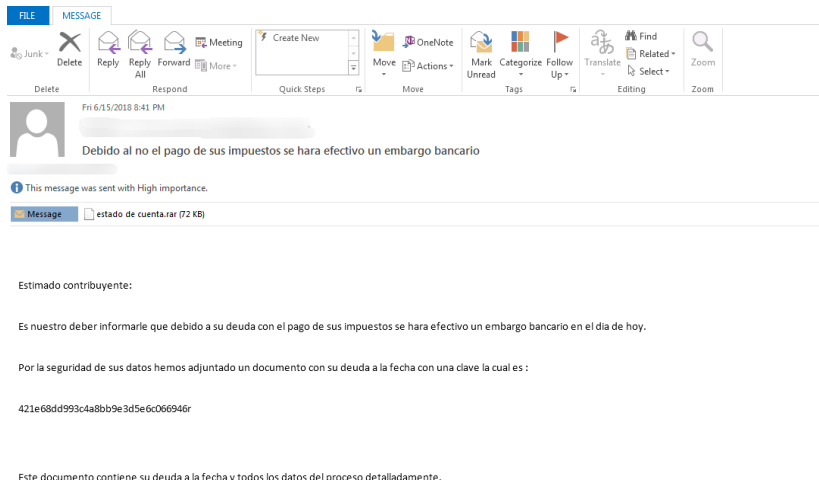 FILE MESSAGE
Junk Delete Reply Reply All Forward Meeting More Create New Move OneNote Actions Mark Unread Categorize Follow Up Translate Find Related Select Zoom
Delete Respond Quick Steps Move Tags Editing Zoom
Fri 6/15/2018 8:41 PM
Debido al no el pago de sus impuestos se hara efectivo un embargo bancario
This message was sent with High importance.
Message estado de cuenta.rar (72 KB)
Estimado contribuyente:
Es nuestro deber informarle que debido a su deuda con el pago de sus impuestos se hara efectivo un embargo bancario en el dia de hoy.
Por la seguridad de sus datos hemos adjuntado un documento con su deuda a la fecha con una clave la cual es :
421e68dd993c4a8bb9e3d5e6c066946r
Este documento contiene su deuda a la fecha y todos los datos del proceso detalladamente.